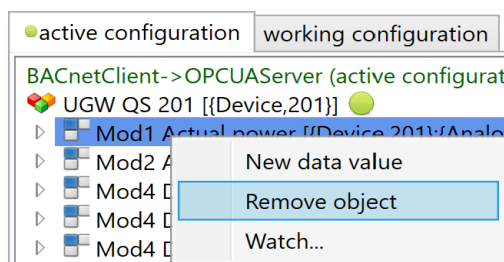 active configuration working configuration
BACnetClient->OPCUAServer (active configurat
UGW QS 201 [{Device,201}]
Mod1 Actual power [{Device,201}:{Analo
Mod2 A
New data value
Mod4 D
Remove object
Mod4 D
Mod4 D
Watch...